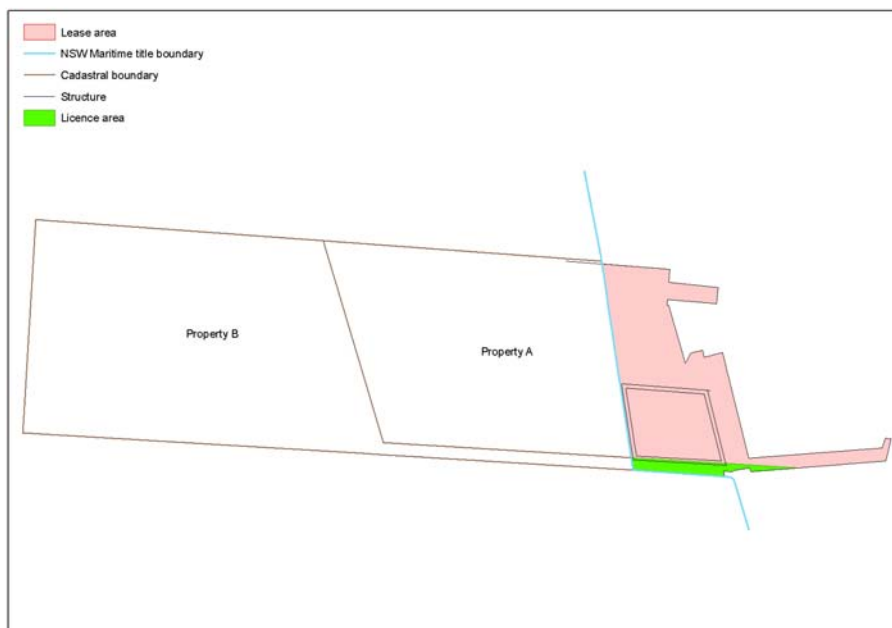 Lease area
NSW Maritime title boundary
Cadastral boundary
Structure
Licence area
Property B
Property A